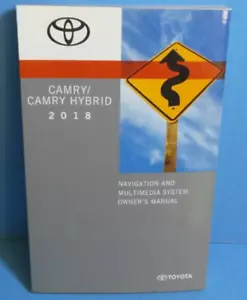 CAMRY/
CAMRY HYBRID
2018
NAVIGATION AND
MULTIMEDIA SYSTEM
OWNER'S MANUAL
TOYOTA